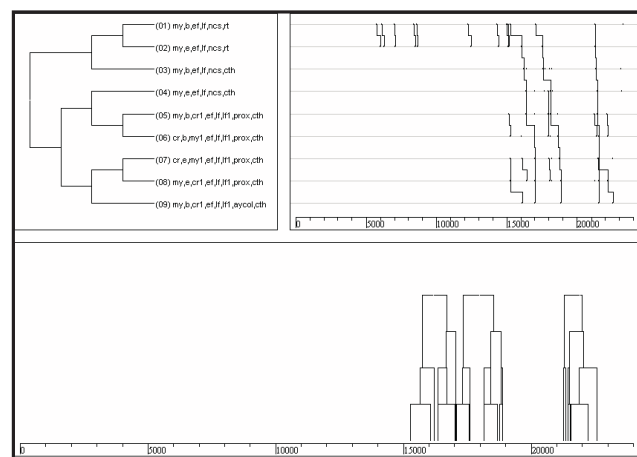 (01) my,b,ef,lf,ncs,rt
(02) my,e,ef,lf,ncs,rt
(03) my,b,ef,lf,ncs,cth
(04) my,e,ef,lf,ncs,cth
(05) my,b,cr1,ef,lf,lf1,prox,cth
(06) cr,b,my1,ef,lf,lf1,prox,cth
(07) cr,e,my1,ef,lf,lf1,prox,cth
(08) my,e,cr1,ef,lf,lf1,prox,cth
(09) my,b,cr1,ef,lf,lf1,aycol,cth
0 5000 10000 15000 20000
0 5000 10000 15000 20000